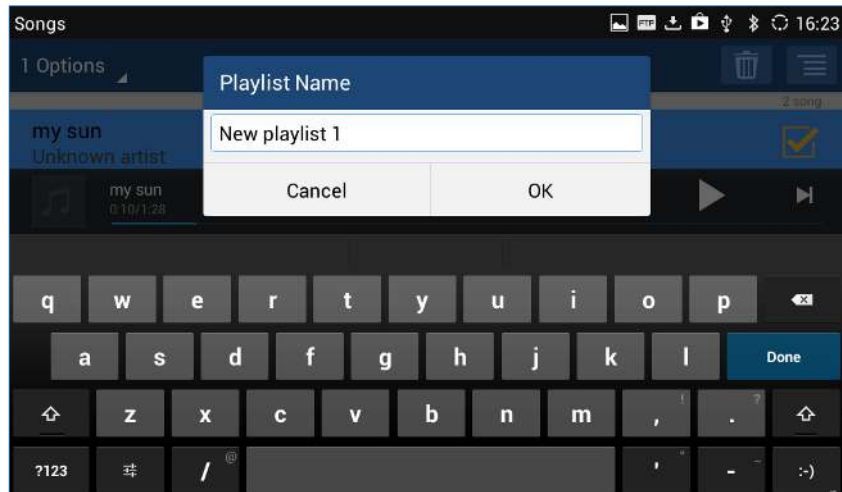 Songs
FTP
16:23
1 Options
Playlist Name
2 song
New playlist 1
my sun
Unknown artist
Cancel
OK
my sun
0:10/1:28
q w e r t y u i o p
a s d f g h j k l Done
z x c v b n m , ! . ?
?123 / @ ' " - _ :-)